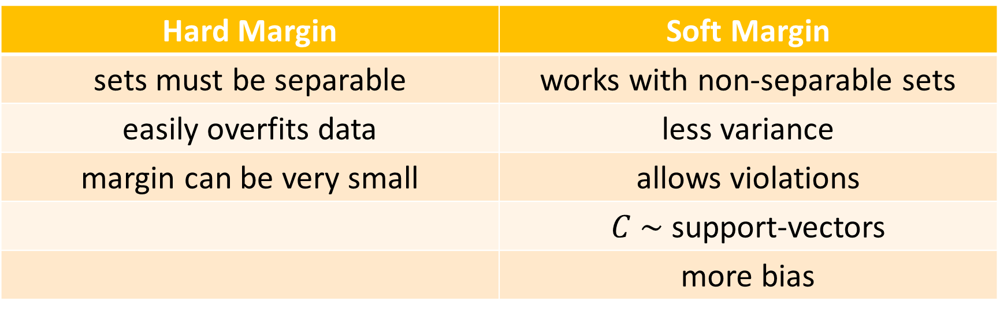 Hard Margin Soft Margin
sets must be separable works with non-separable sets
easily overfits data less variance
margin can be very small allows violations
C ~ support-vectors
more bias